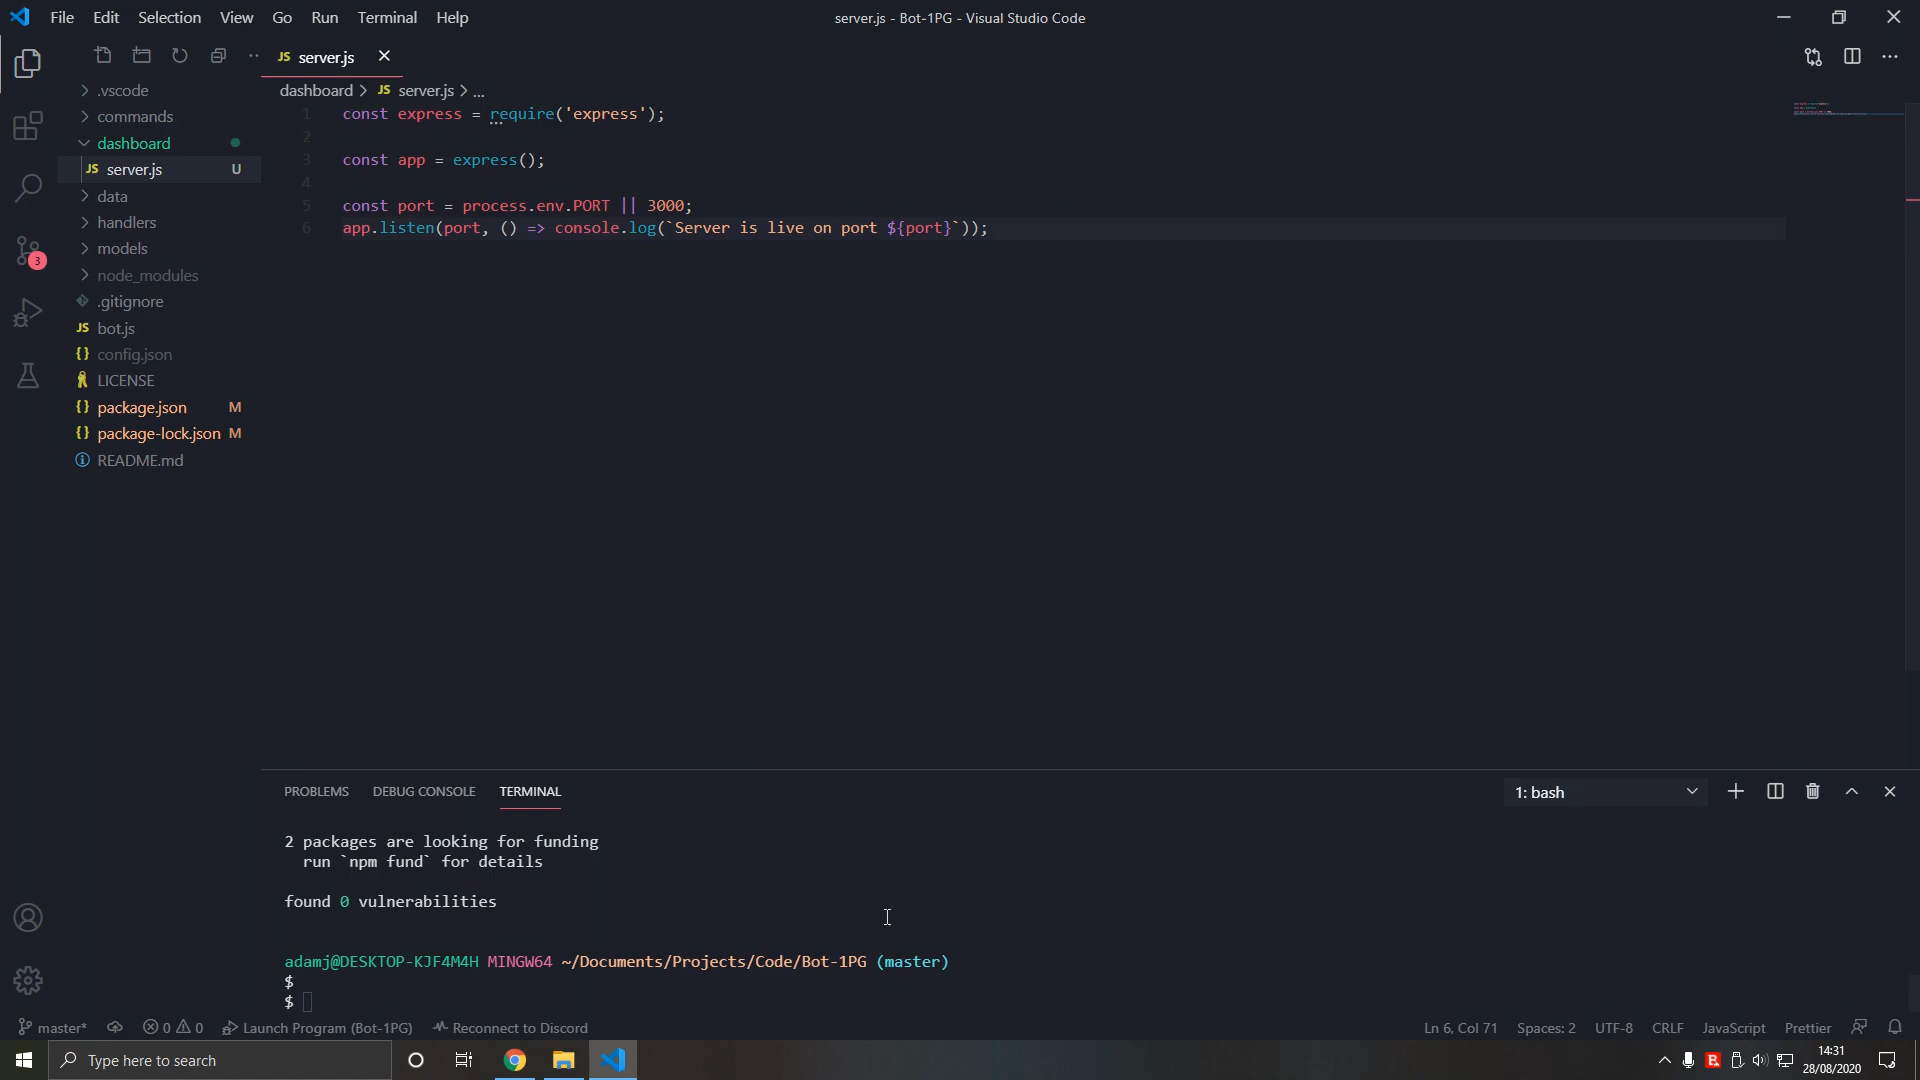 File Edit Selection View Go Run Terminal Help
server.js - Bot-1PG - Visual Studio Code
JS server.js
dashboard > JS server.js > ...
.vscode
commands
dashboard
JS server.js U
data
handlers
models
node_modules
.gitignore
JS bot.js
{} config.json
LICENSE
{} package.json M
{} package-lock.json M
README.md
3
1 const express = require('express');
2
3 const app = express();
4
5 const port = process.env.PORT || 3000;
6 app.listen(port, () => console.log(`Server is live on port ${port}`));
PROBLEMS DEBUG CONSOLE TERMINAL
1: bash
2 packages are looking for funding
run `npm fund` for details
found 0 vulnerabilities
adamj@DESKTOP-KJF4M4H MINGW64 ~/Documents/Projects/Code/Bot-1PG (master)
$
$
master* 0 0 Launch Program (Bot-1PG) Reconnect to Discord
Ln 6, Col 71 Spaces: 2 UTF-8 CRLF JavaScript Prettier
Type here to search
B
14:31
28/08/2020